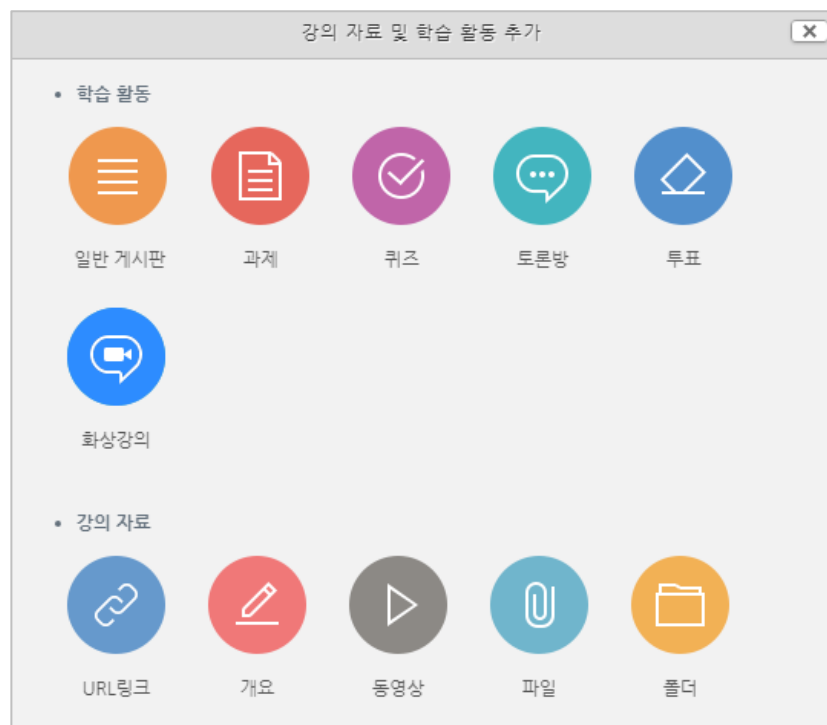 강의 자료 및 학습 활동 추가
• 학습 활동
일반 게시판 과제 퀴즈 토론방 투표
화상강의
• 강의 자료
URL링크 개요 동영상 파일 폴더